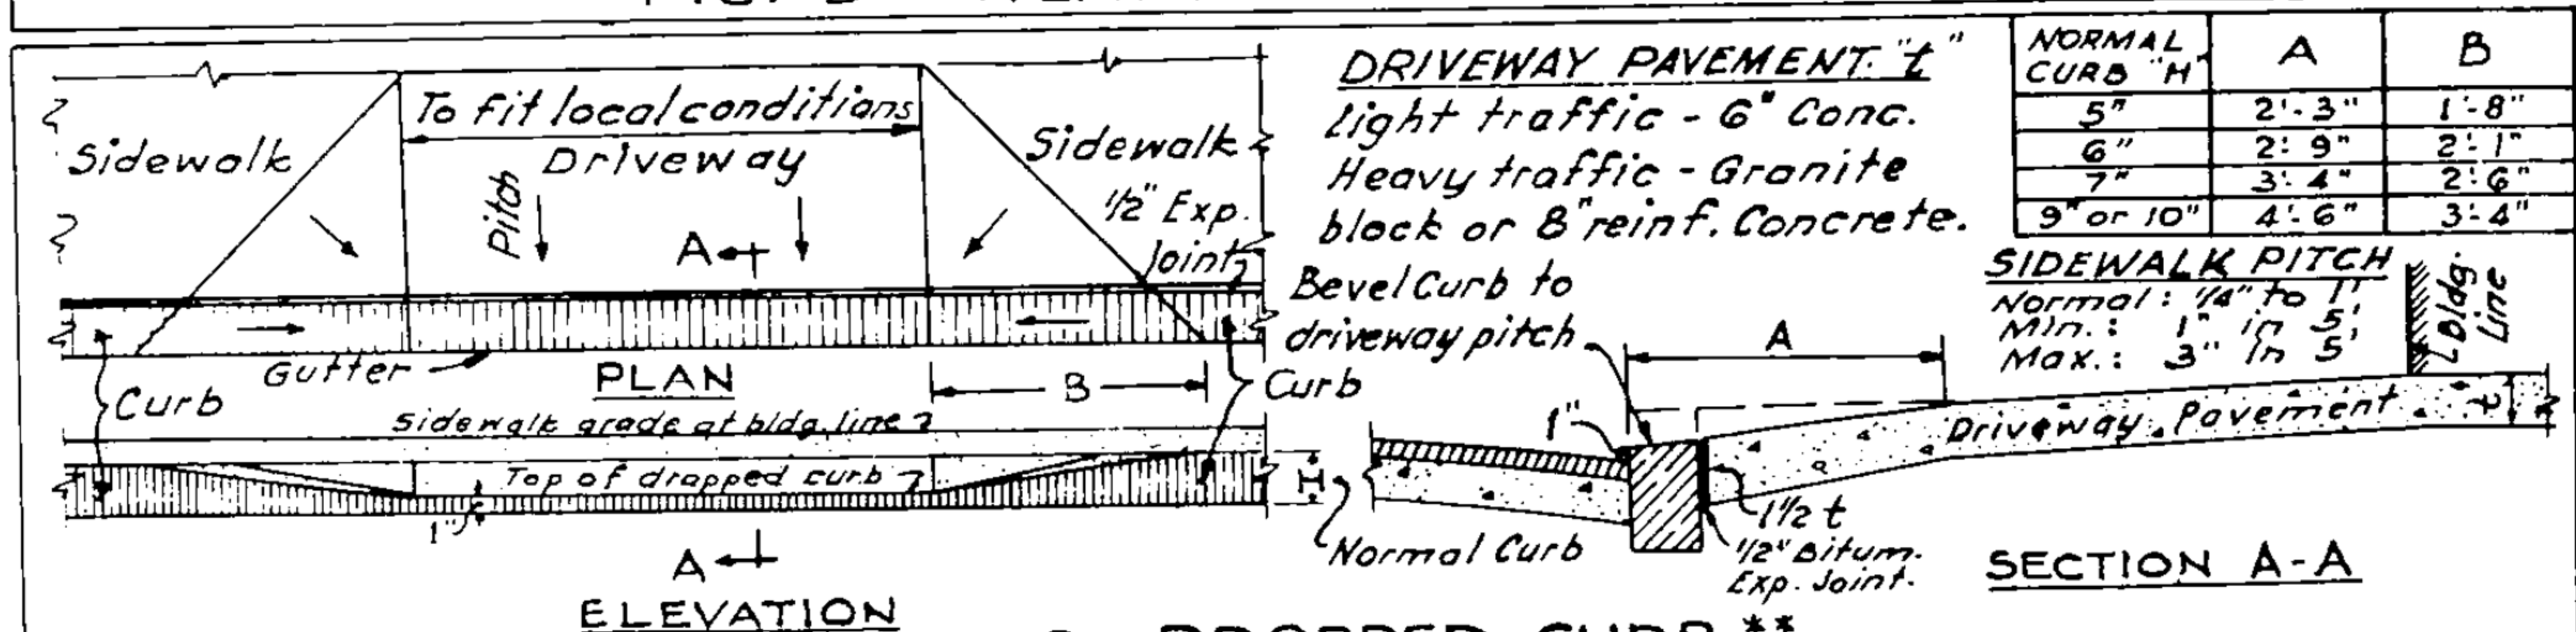 To fit local conditions
Sidewalk
Driveway
Sidewalk
Pitch
1/2" Exp.
Joint
A
Gutter
PLAN
B
Curb
Curb
Sidewalk grade at bldg. line
Top of dropped curb
H
1"
A
ELEVATION
DRIVEWAY PAVEMENT "t"
Light traffic - 6" Conc.
Heavy traffic - Granite
block or 8" reinf. Concrete.
NORMAL CURB "H" A B
5" 2'-3" 1'-8"
6" 2'-9" 2'-1"
7" 3'-4" 2'-6"
9" or 10" 4'-6" 3'-4"
SIDEWALK PITCH
Normal: 1/4" to 1'
Min.: 1" in 5'
Max.: 3" in 5'
Bldg.
Line
Bevel Curb to
driveway pitch
A
1"
Driveway Pavement
t
1 1/2 t
Normal Curb
1/2" Bitum.
Exp. Joint.
SECTION A-A
DROPPED CURB **